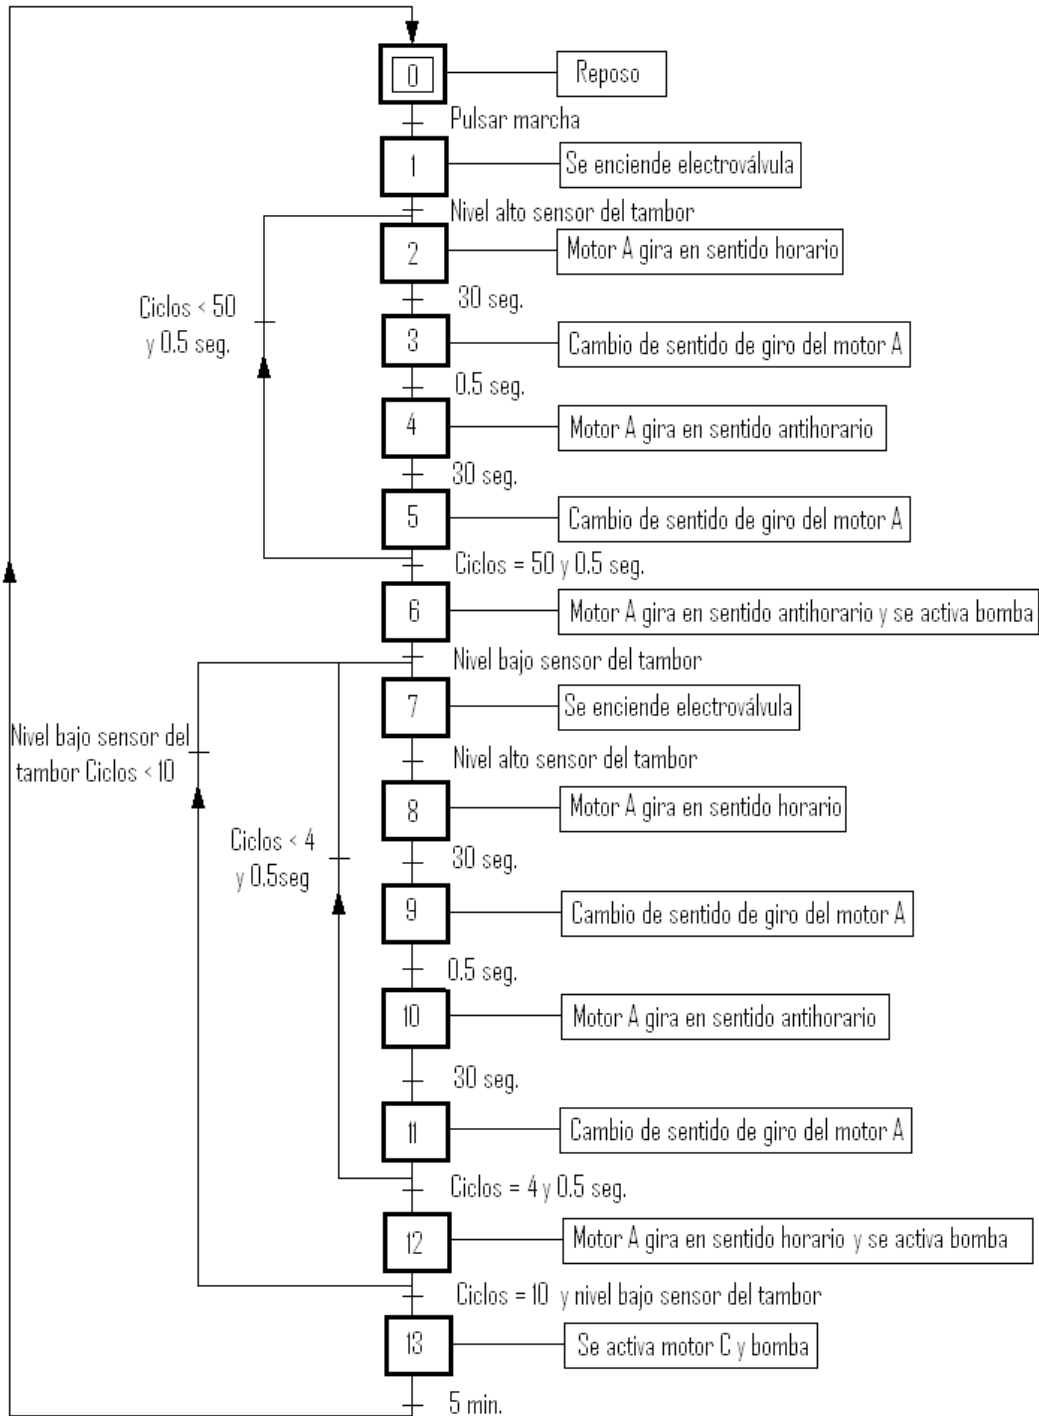 0
Reposo
Pulsar marcha
1
Se enciende electroválvula
Nivel alto sensor del tambor
2
Motor A gira en sentido horario
30 seg.
Ciclos < 50
y 0.5 seg.
3
Cambio de sentido de giro del motor A
0.5 seg.
4
Motor A gira en sentido antihorario
30 seg.
5
Cambio de sentido de giro del motor A
Ciclos = 50 y 0.5 seg.
6
Motor A gira en sentido antihorario y se activa bomba
Nivel bajo sensor del tambor
7
Se enciende electroválvula
Nivel bajo sensor del
tambor Ciclos < 10
Nivel alto sensor del tambor
8
Motor A gira en sentido horario
Ciclos < 4
y 0.5seg
30 seg.
9
Cambio de sentido de giro del motor A
0.5 seg.
10
Motor A gira en sentido antihorario
30 seg.
11
Cambio de sentido de giro del motor A
Ciclos = 4 y 0.5 seg.
12
Motor A gira en sentido horario y se activa bomba
Ciclos = 10 y nivel bajo sensor del tambor
13
Se activa motor C y bomba
5 min.